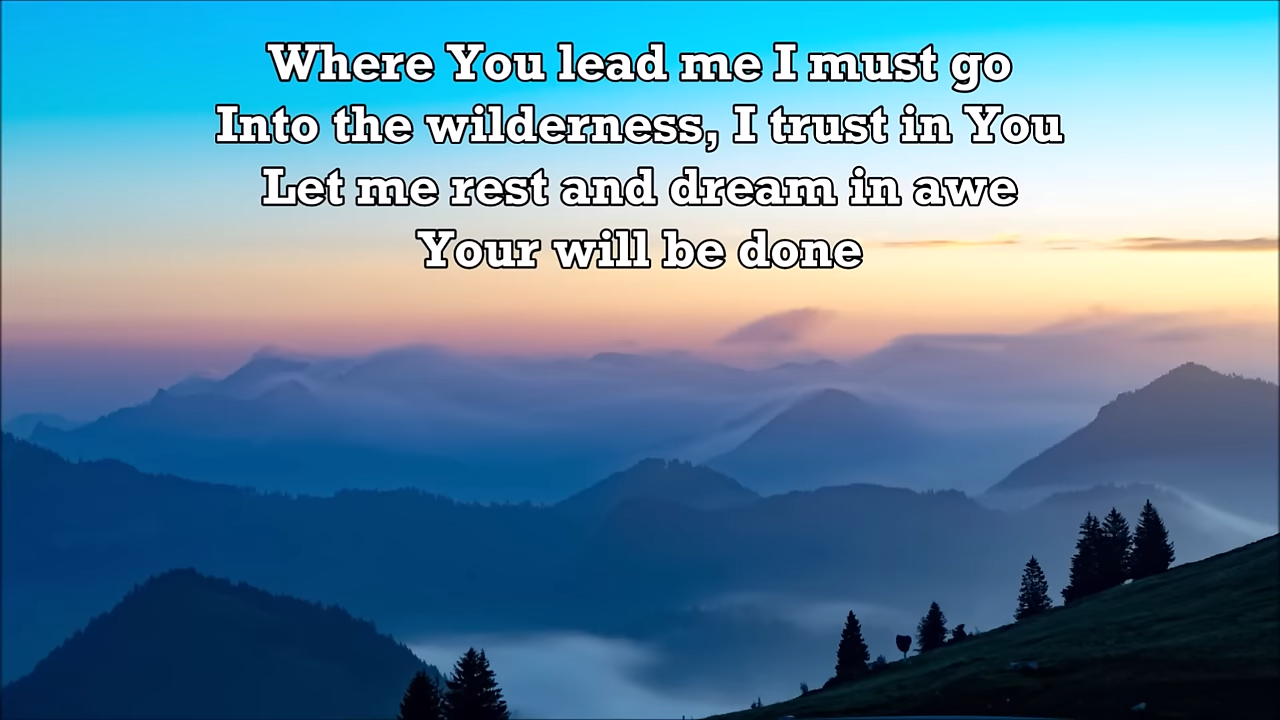 Where You lead me I must go
Into the wilderness, I trust in You
Let me rest and dream in awe
Your will be done